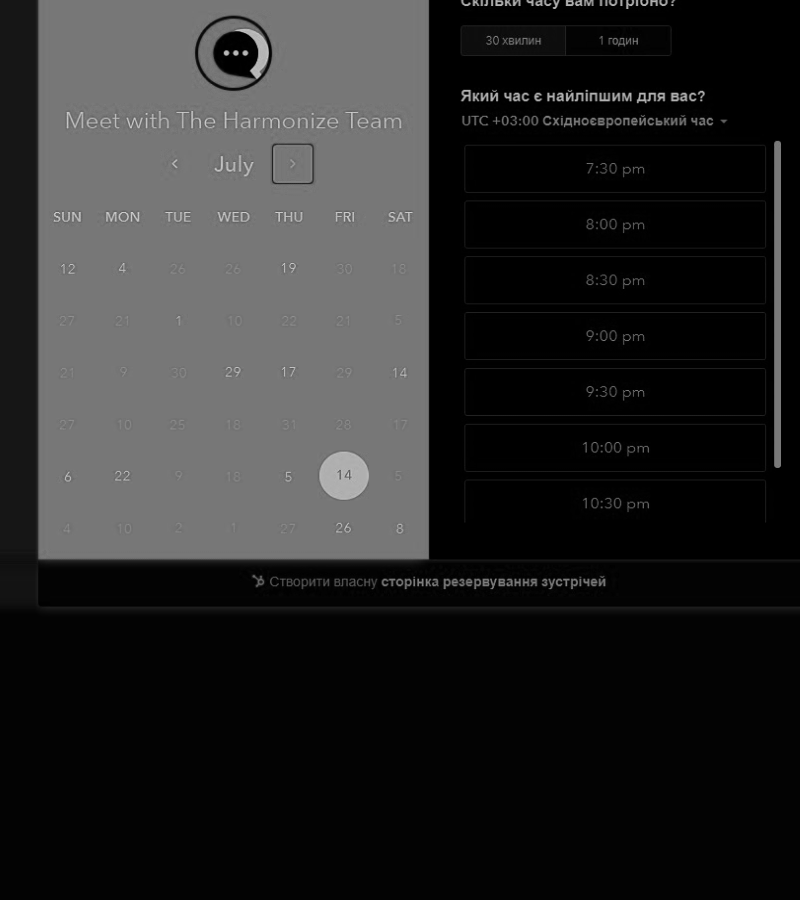 Meet with The Harmonize Team
July
SUN MON TUE WED THU FRI SAT
12 4 26 26 19 30 18
27 21 1 10 22 21 5
21 9 30 29 17 29 14
27 10 25 18 31 28 17
6 22 9 18 5 14 5
4 10 2 1 27 26 8
Скільки часу вам потрібно?
30 хвилин 1 годин
Який час є найліпшим для вас?
UTC +03:00 Східноєвропейський час
7:30 pm
8:00 pm
8:30 pm
9:00 pm
9:30 pm
10:00 pm
10:30 pm
Створити власну сторінка резервування зустрічей